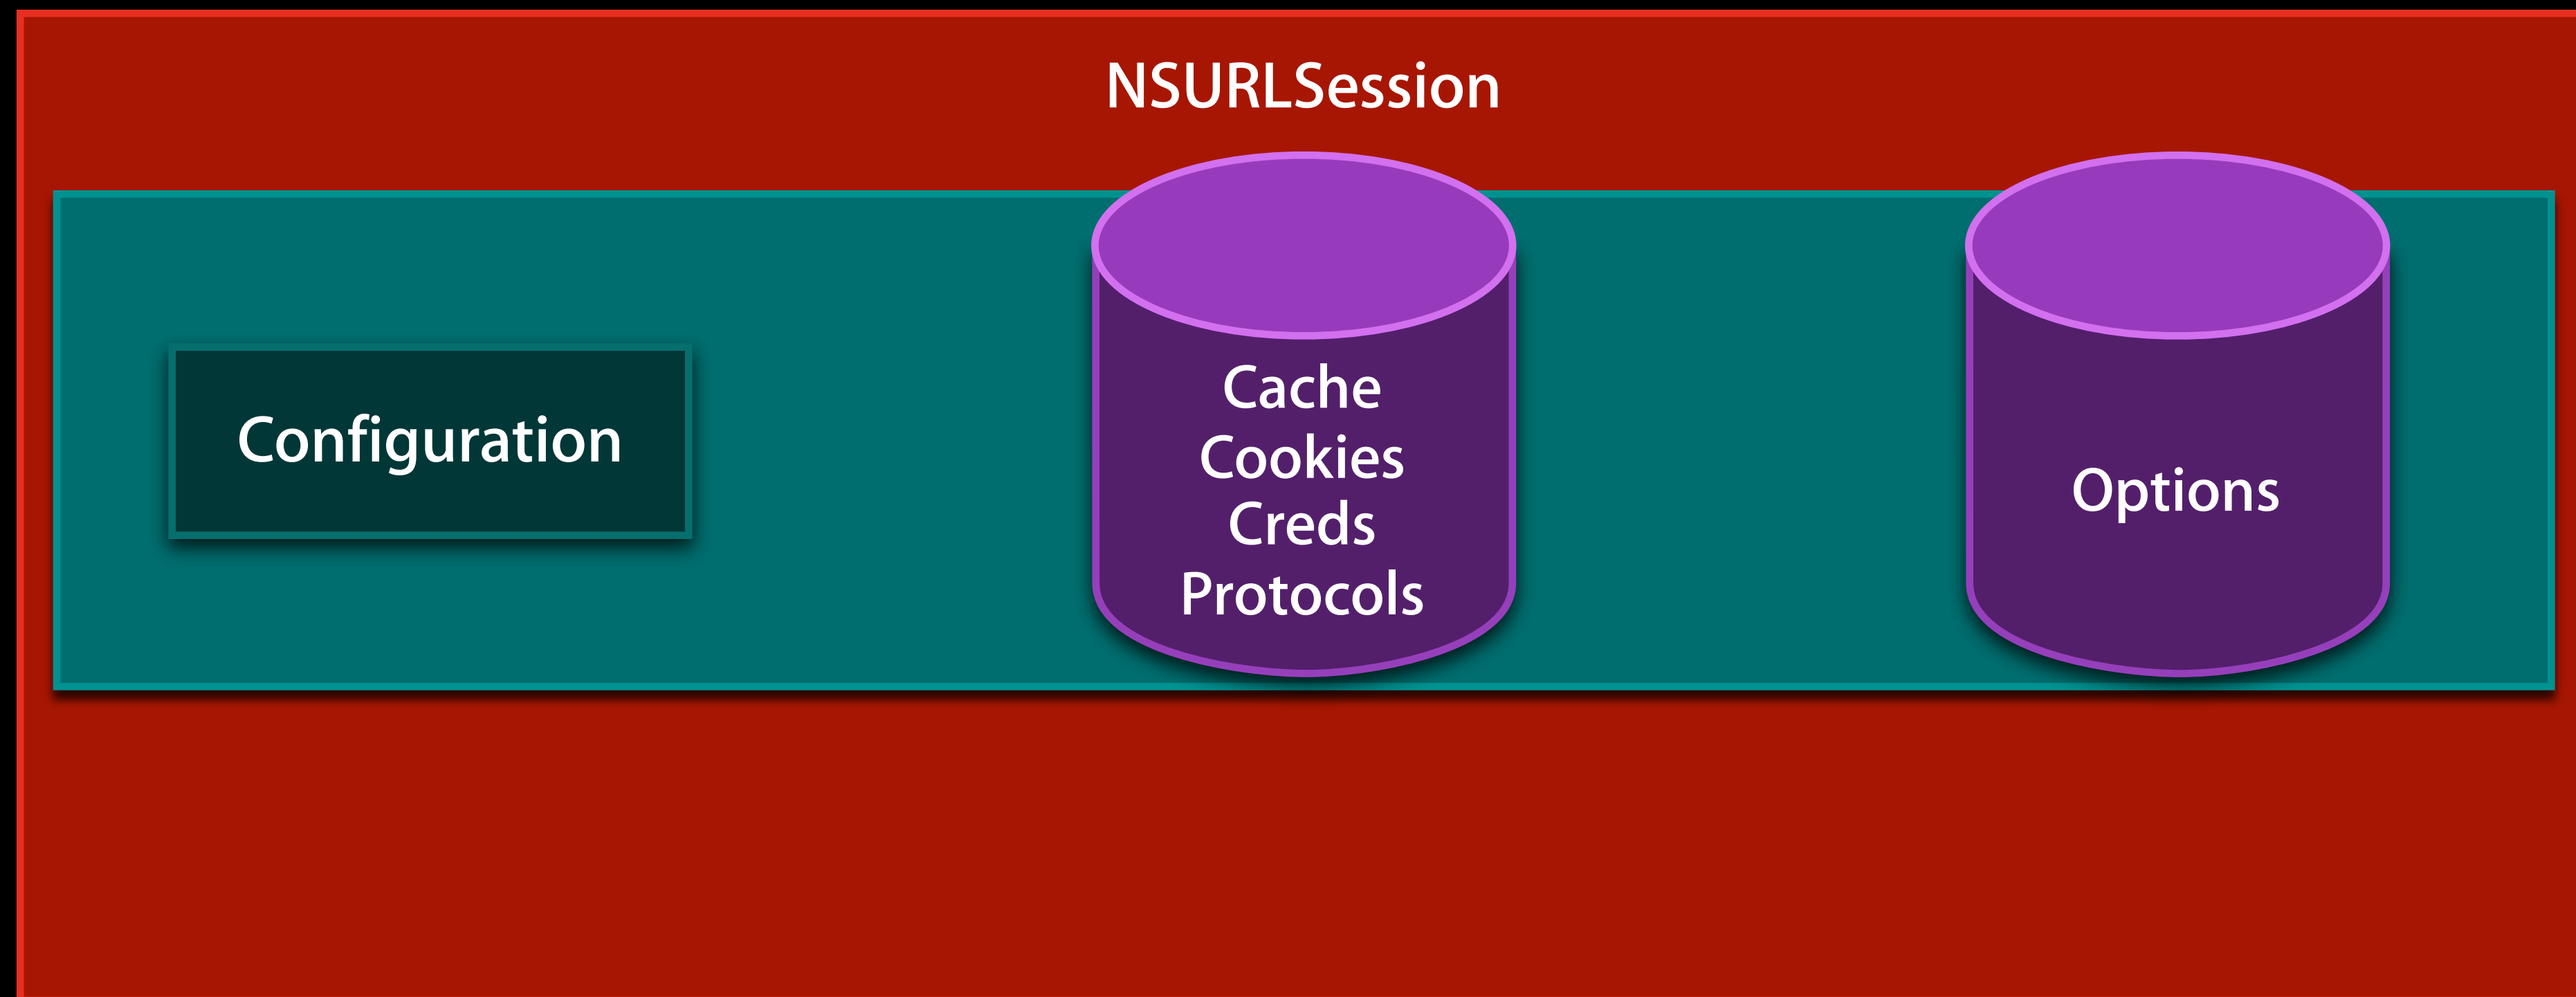 NSURLSession
Configuration
Cache
Cookies
Creds
Protocols
Options